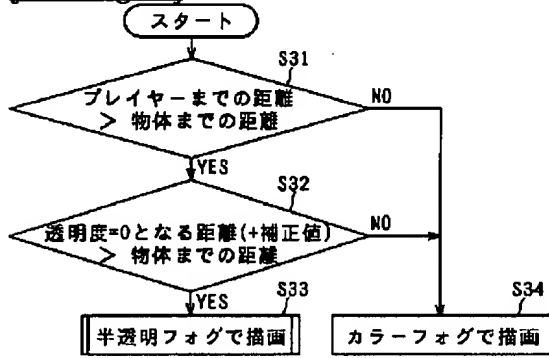 スタート
S31
プレイヤーまでの距離
> 物体までの距離
NO
YES
S32
透明度=0となる距離(+補正値)
> 物体までの距離
NO
YES
S33
半透明フォグで描画
S34
カラーフォグで描画